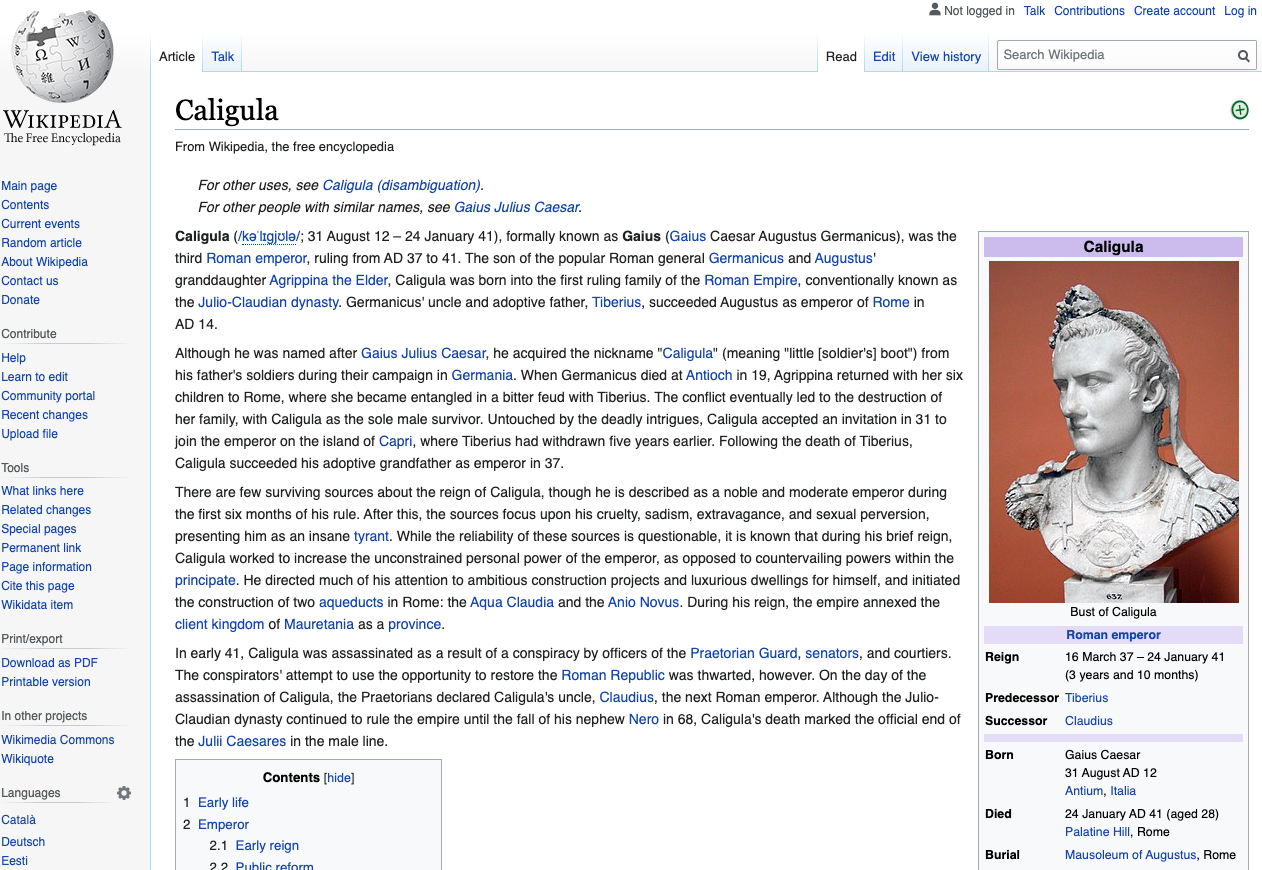 Not logged in Talk Contributions Create account Log in
Article Talk
Read Edit View history Search Wikipedia
WIKIPEDIA
The Free Encyclopedia
Main page
Contents
Current events
Random article
About Wikipedia
Contact us
Donate
Contribute
Help
Learn to edit
Community portal
Recent changes
Upload file
Tools
What links here
Related changes
Special pages
Permanent link
Page information
Cite this page
Wikidata item
Print/export
Download as PDF
Printable version
In other projects
Wikimedia Commons
Wikiquote
Languages
Català
Deutsch
Eesti
Caligula
From Wikipedia, the free encyclopedia
For other uses, see Caligula (disambiguation).
For other people with similar names, see Gaius Julius Caesar.
Caligula (/kəˈlɪɡjʊlə/; 31 August 12 – 24 January 41), formally known as Gaius (Gaius Caesar Augustus Germanicus), was the
third Roman emperor, ruling from AD 37 to 41. The son of the popular Roman general Germanicus and Augustus'
granddaughter Agrippina the Elder, Caligula was born into the first ruling family of the Roman Empire, conventionally known as
the Julio-Claudian dynasty. Germanicus' uncle and adoptive father, Tiberius, succeeded Augustus as emperor of Rome in
AD 14.
Although he was named after Gaius Julius Caesar, he acquired the nickname "Caligula" (meaning "little [soldier's] boot") from
his father's soldiers during their campaign in Germania. When Germanicus died at Antioch in 19, Agrippina returned with her six
children to Rome, where she became entangled in a bitter feud with Tiberius. The conflict eventually led to the destruction of
her family, with Caligula as the sole male survivor. Untouched by the deadly intrigues, Caligula accepted an invitation in 31 to
join the emperor on the island of Capri, where Tiberius had withdrawn five years earlier. Following the death of Tiberius,
Caligula succeeded his adoptive grandfather as emperor in 37.
There are few surviving sources about the reign of Caligula, though he is described as a noble and moderate emperor during
the first six months of his rule. After this, the sources focus upon his cruelty, sadism, extravagance, and sexual perversion,
presenting him as an insane tyrant. While the reliability of these sources is questionable, it is known that during his brief reign,
Caligula worked to increase the unconstrained personal power of the emperor, as opposed to countervailing powers within the
principate. He directed much of his attention to ambitious construction projects and luxurious dwellings for himself, and initiated
the construction of two aqueducts in Rome: the Aqua Claudia and the Anio Novus. During his reign, the empire annexed the
client kingdom of Mauretania as a province.
In early 41, Caligula was assassinated as a result of a conspiracy by officers of the Praetorian Guard, senators, and courtiers.
The conspirators' attempt to use the opportunity to restore the Roman Republic was thwarted, however. On the day of the
assassination of Caligula, the Praetorians declared Caligula's uncle, Claudius, the next Roman emperor. Although the Julio-
Claudian dynasty continued to rule the empire until the fall of his nephew Nero in 68, Caligula's death marked the official end of
the Julii Caesares in the male line.
Contents [hide]
1 Early life
2 Emperor
2.1 Early reign
2.2 Public reform
Caligula
637
Bust of Caligula
Roman emperor
Reign 16 March 37 – 24 January 41
(3 years and 10 months)
Predecessor Tiberius
Successor Claudius
Born Gaius Caesar
31 August AD 12
Antium, Italia
Died 24 January AD 41 (aged 28)
Palatine Hill, Rome
Burial Mausoleum of Augustus, Rome